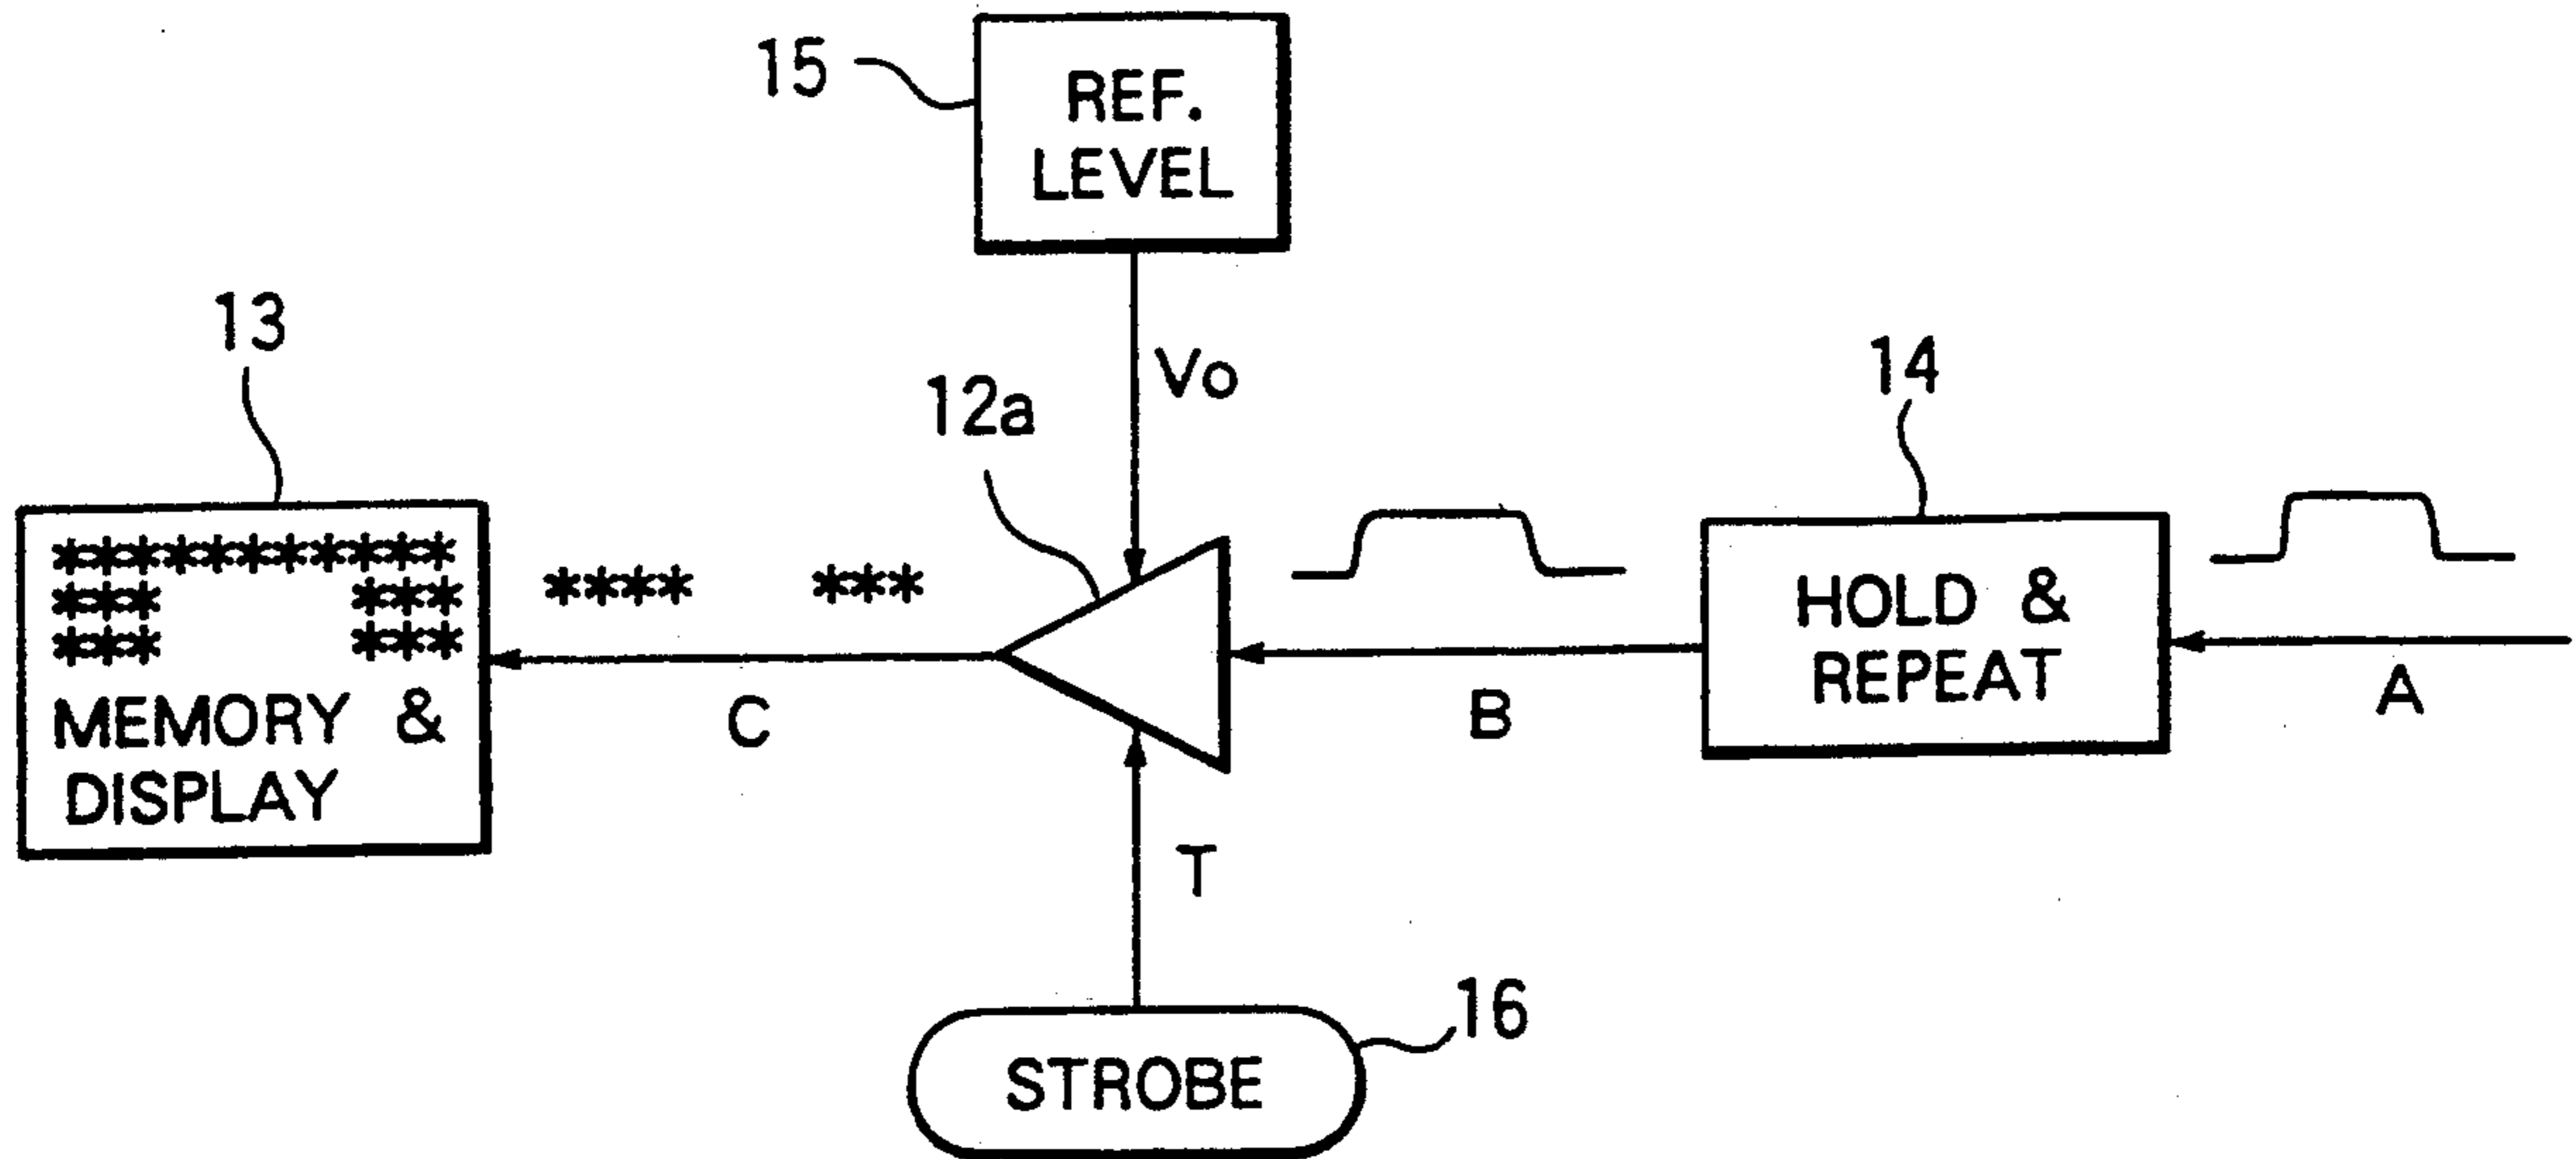 15
REF.
LEVEL
13
12a
Vo
14
***********
*** ***
*** ***
MEMORY &
DISPLAY
**** ***
C
B
HOLD &
REPEAT
A
T
STROBE
16